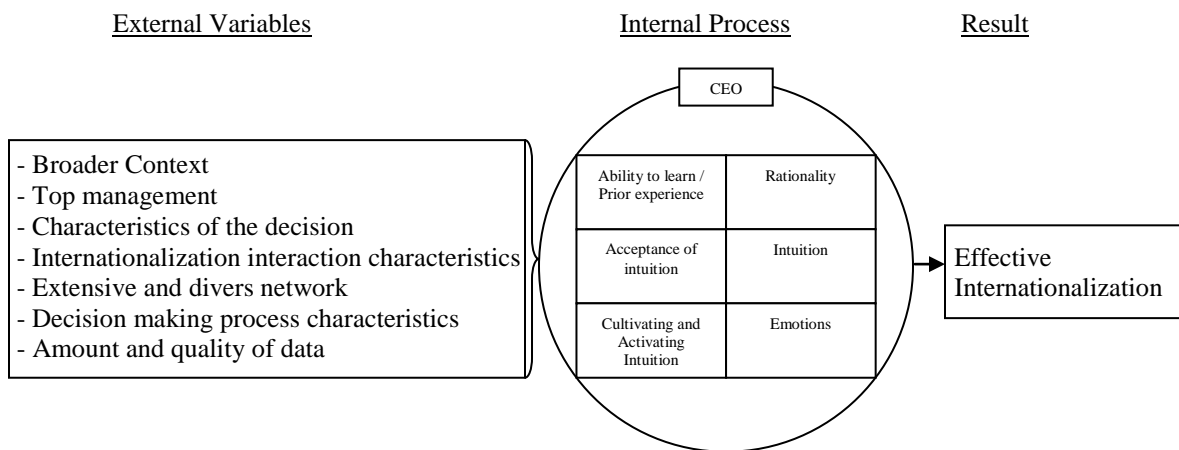 External Variables
Internal Process
Result
CEO
- Broader Context
- Top management
- Characteristics of the decision
- Internationalization interaction characteristics
- Extensive and divers network
- Decision making process characteristics
- Amount and quality of data
Ability to learn /
Prior experience
Rationality
Acceptance of
intuition
Intuition
Cultivating and
Activating
Intuition
Emotions
Effective
Internationalization